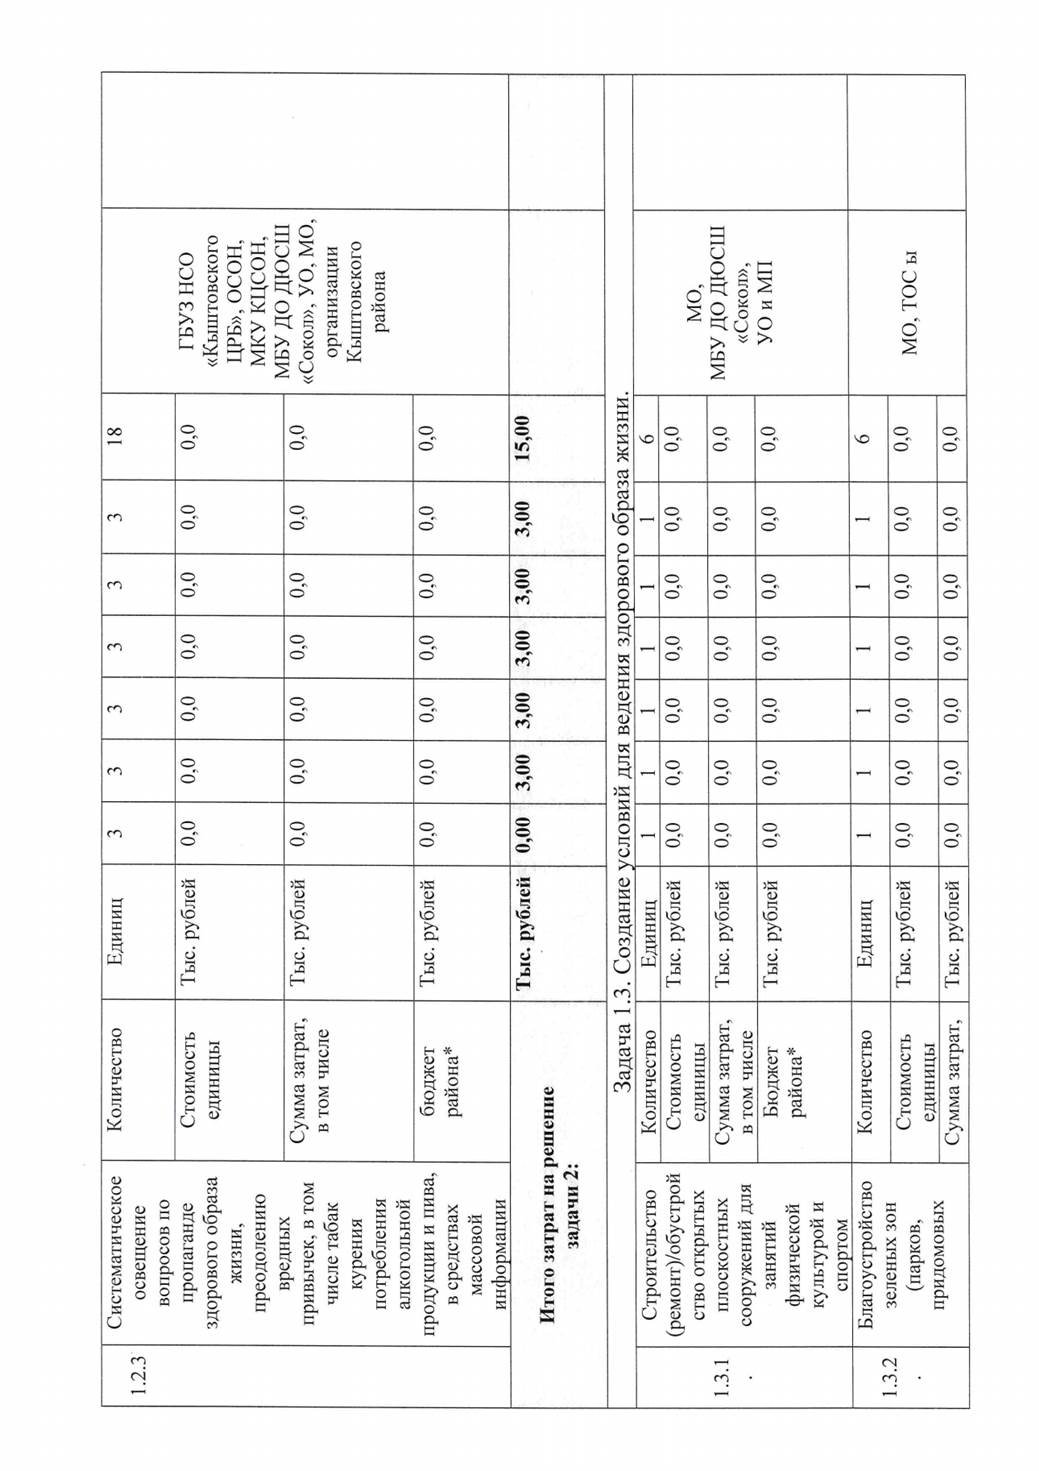 1.2.3
Систематическое
освещение
вопросов по
пропаганде
здорового образа
жизни,
преодолению
вредных
привычек, в том
числе табак
курения
потребления
алкогольной
продукции и пива,
в средствах
массовой
информации
Количество
Единиц
3
3
3
3
3
3
18
Стоимость
единицы
Тыс. рублей
0,0
0,0
0,0
0,0
0,0
0,0
0,0
Сумма затрат,
в том числе
Тыс. рублей
0,0
0,0
0,0
0,0
0,0
0,0
0,0
бюджет
района*
Тыс. рублей
0,0
0,0
0,0
0,0
0,0
0,0
0,0
ГБУЗ НСО
«Кыштовского
ЦРБ», ОСОН,
МКУ КЦСОН,
МБУ ДО ДЮСШ
«Сокол», УО, МО,
организации
Кыштовского
района
Итого затрат на решение
задачи 2:
Тыс. рублей
0,00
3,00
3,00
3,00
3,00
3,00
15,00
Задача 1.3. Создание условий для ведения здорового образа жизни.
1.3.1
.
Строительство
(ремонт)/обустрой
ство открытых
плоскостных
сооружений для
занятий
физической
культурой и
спортом
Количество
Единиц
1
1
1
1
1
1
6
Стоимость
единицы
Тыс. рублей
0,0
0,0
0,0
0,0
0,0
0,0
0,0
Сумма затрат,
в том числе
Тыс. рублей
0,0
0,0
0,0
0,0
0,0
0,0
0,0
Бюджет
района*
Тыс. рублей
0,0
0,0
0,0
0,0
0,0
0,0
0,0
МО,
МБУ ДО ДЮСШ
«Сокол»,
УО и МП
1.3.2
.
Благоустройство
зеленых зон
(парков,
придомовых
Количество
Единиц
1
1
1
1
1
1
6
Стоимость
единицы
Тыс. рублей
0,0
0,0
0,0
0,0
0,0
0,0
0,0
Сумма затрат,
Тыс. рублей
0,0
0,0
0,0
0,0
0,0
0,0
0,0
МО, ТОС ы